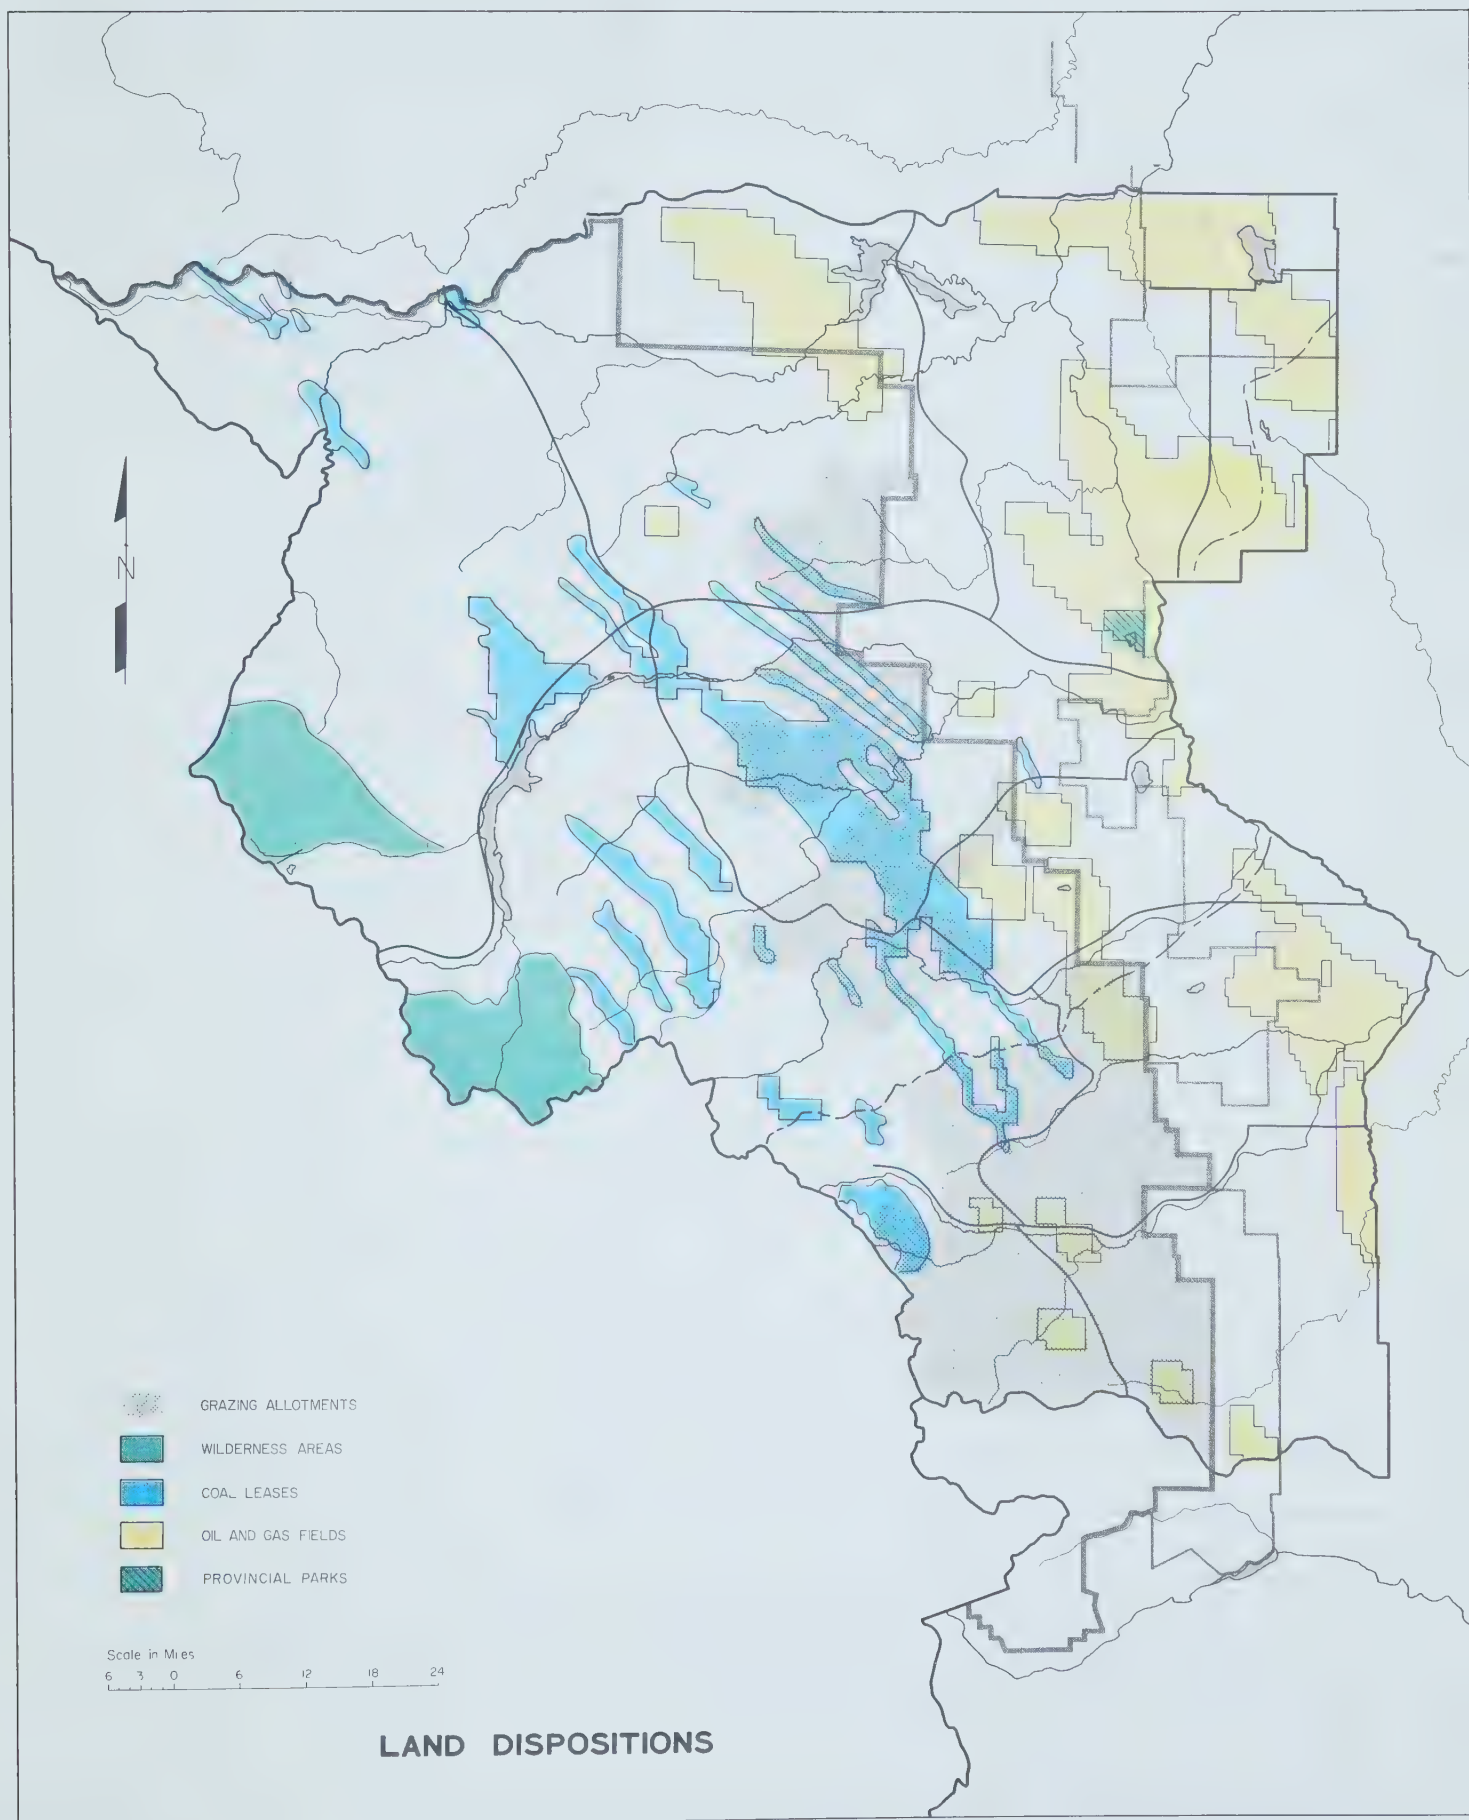 N
GRAZING ALLOTMENTS
WILDERNESS AREAS
COAL LEASES
OIL AND GAS FIELDS
PROVINCIAL PARKS
Scale in Miles
6 3 0 6 12 18 24
LAND DISPOSITIONS